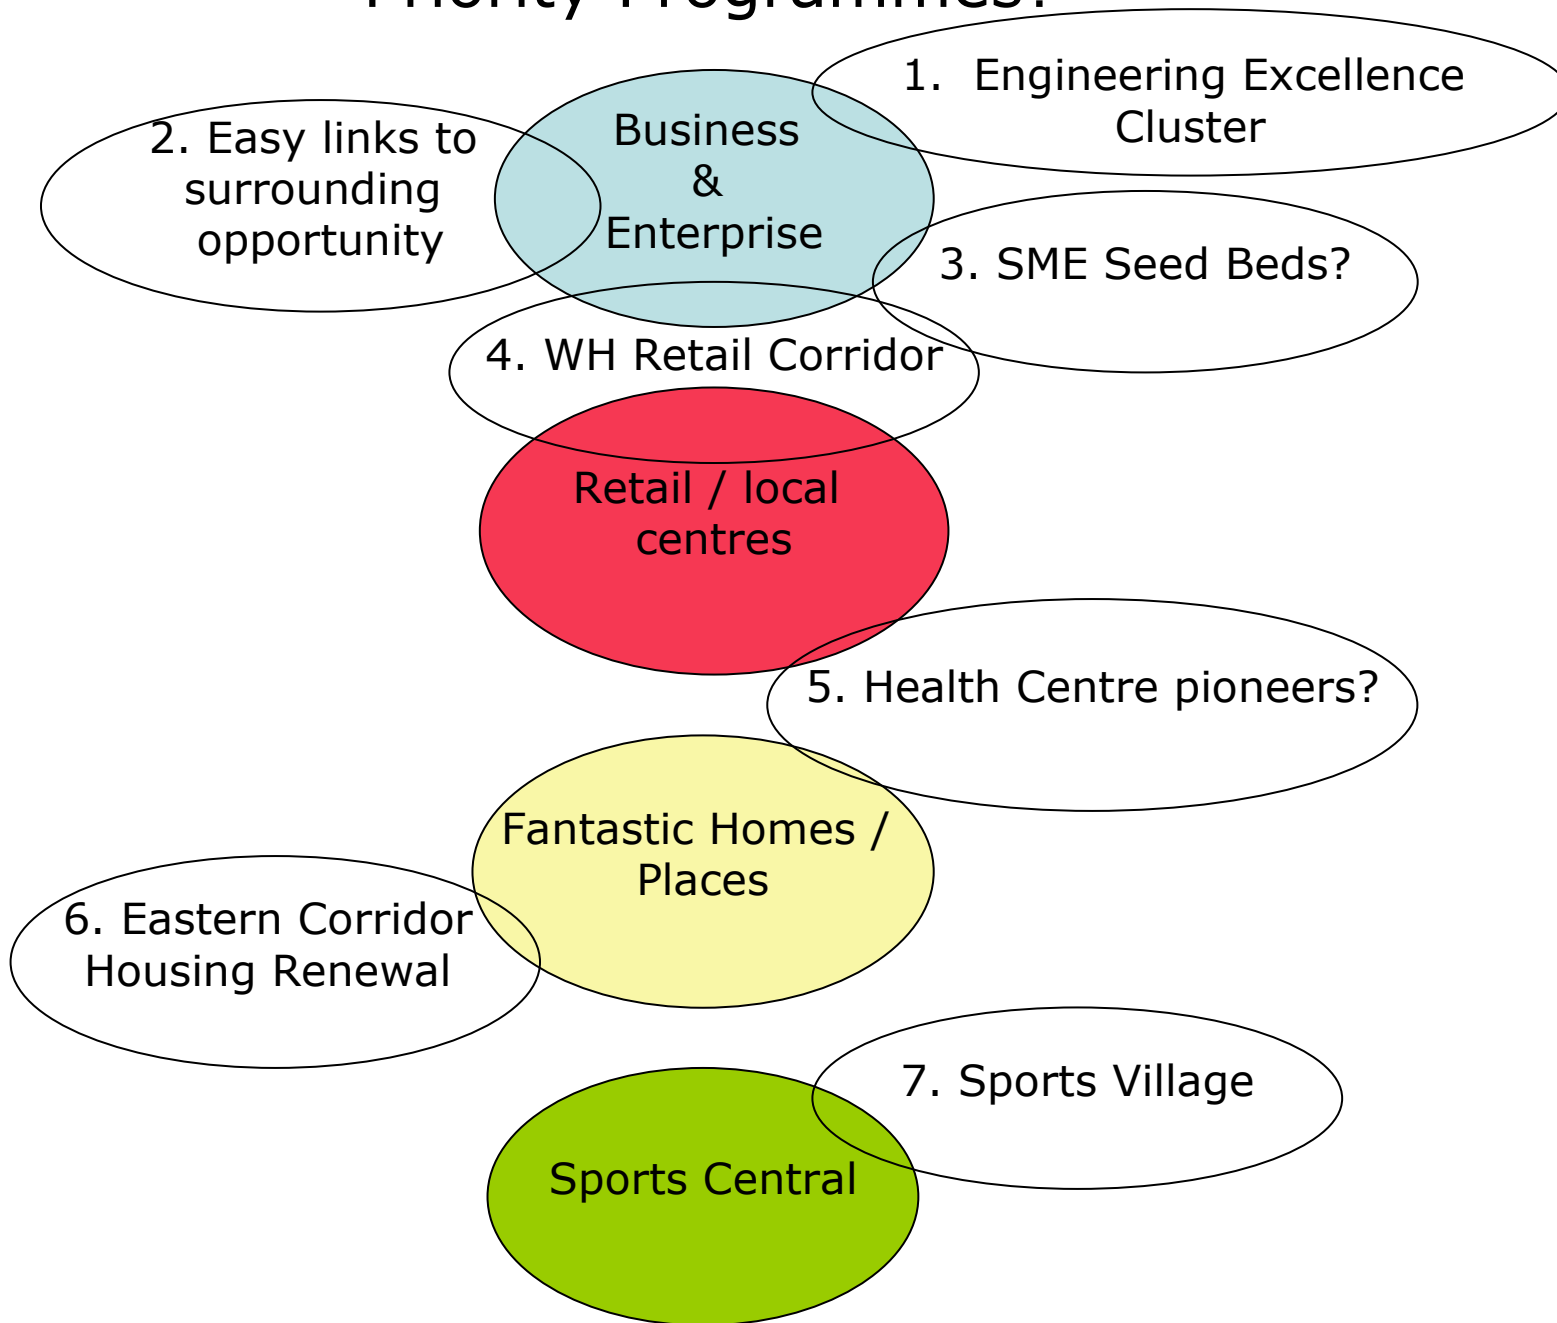 Priority Programmes?
1. Engineering Excellence
Cluster
2. Easy links to
surrounding
opportunity
Business
&
Enterprise
3. SME Seed Beds?
4. WH Retail Corridor
Retail / local
centres
5. Health Centre pioneers?
Fantastic Homes /
Places
6. Eastern Corridor
Housing Renewal
7. Sports Village
Sports Central